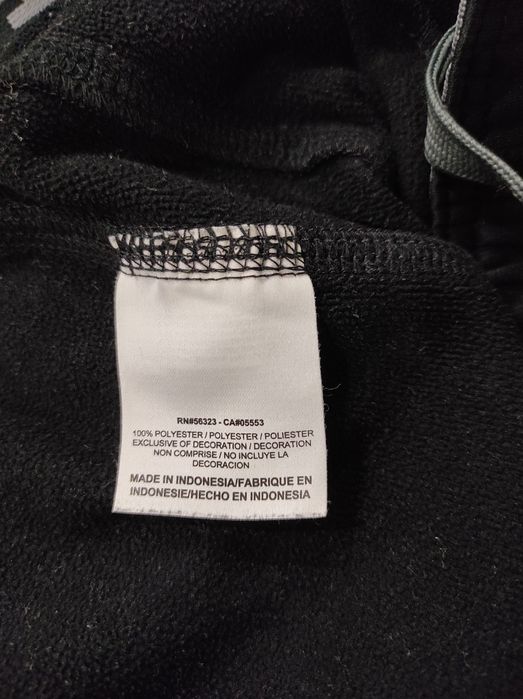 RN#56323 - CA#05553
100% POLYESTER / POLYESTER / POLIESTER
EXCLUSIVE OF DECORATION / DECORATION
NON COMPRISE / NO INCLUYE LA
DECORACION
MADE IN INDONESIA/FABRIQUE EN
INDONESIE/HECHO EN INDONESIA